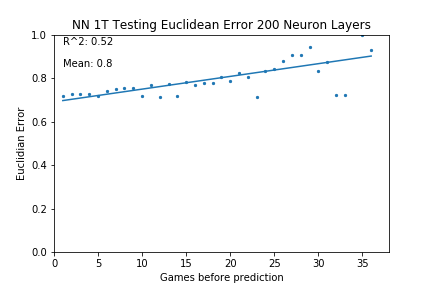 NN 1T Testing Euclidean Error 200 Neuron Layers
R^2: 0.52
Mean: 0.8
Euclidian Error
1.0
0.8
0.6
0.4
0.2
0.0
0 5 10 15 20 25 30 35
Games before prediction